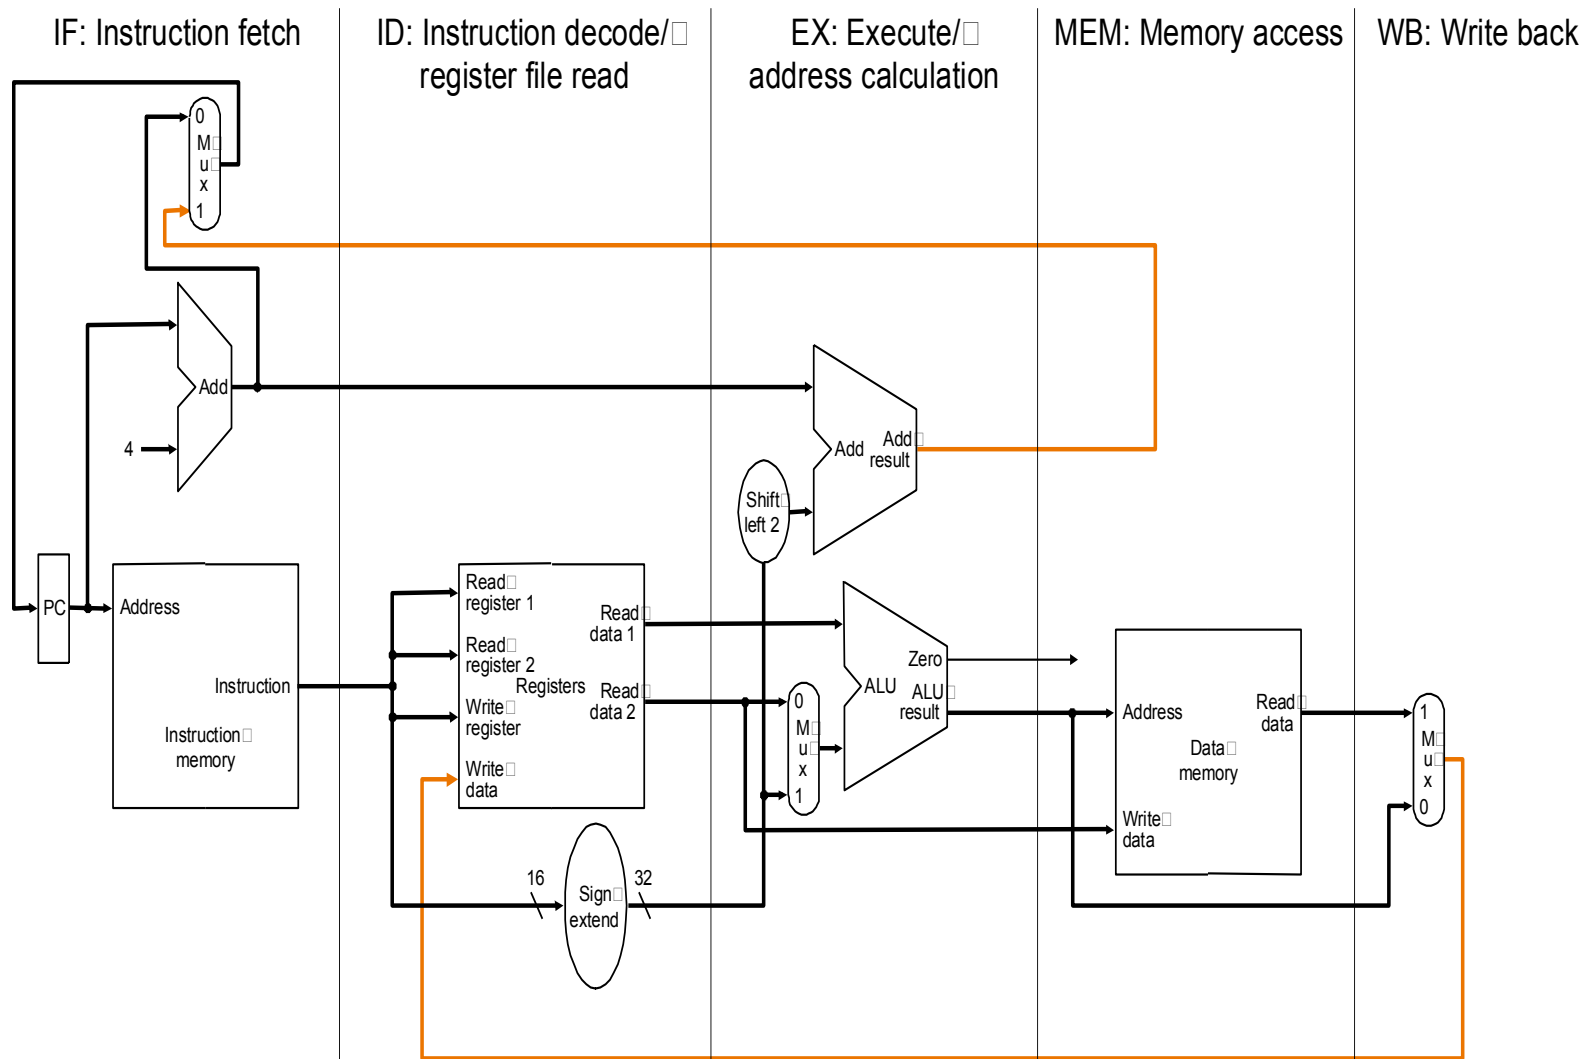 IF: Instruction fetch
ID: Instruction decode/
register file read
EX: Execute/
address calculation
MEM: Memory access
WB: Write back
0
M
u
x
1
Add
4
Add
Add
result
Shift
left 2
PC
Address
Instruction
Instruction
memory
Read
register 1
Read
register 2
Write
register
Write
data
Registers
Read
data 1
Read
data 2
16
Sign
extend
32
0
M
u
x
1
Zero
ALU
ALU
result
Address
Write
data
Data
memory
Read
data
1
M
u
x
0